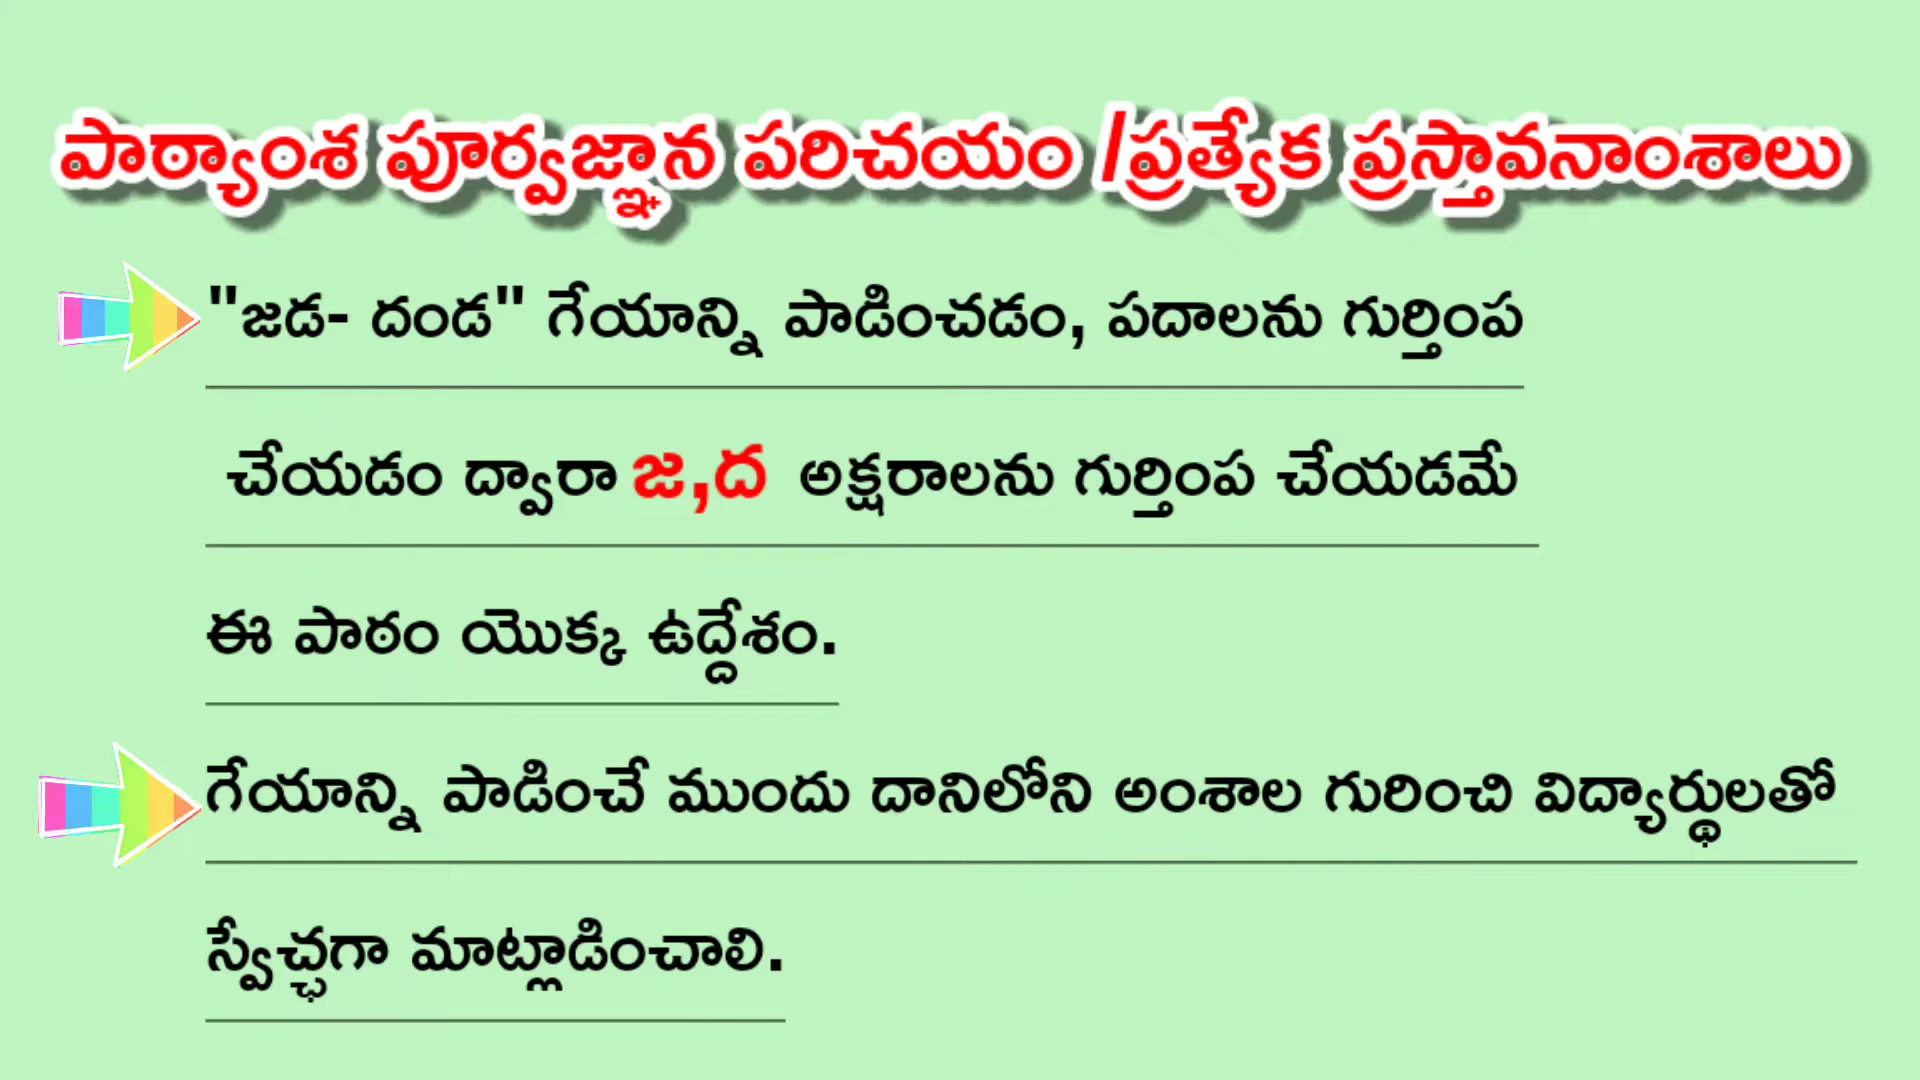 పాఠ్యాంశ పూర్వజ్ఞాన పరిచయం /ప్రత్యేక ప్రస్తావనాంశాలు
"జడ- దండ" గేయాన్ని పాడించడం, పదాలను గుర్తింప
చేయడం ద్వారా జ,ద అక్షరాలను గుర్తింప చేయడమే
ఈ పాఠం యొక్క ఉద్దేశం.
గేయాన్ని పాడించే ముందు దానిలోని అంశాల గురించి విద్యార్థులతో
స్వేచ్ఛగా మాట్లాడించాలి.